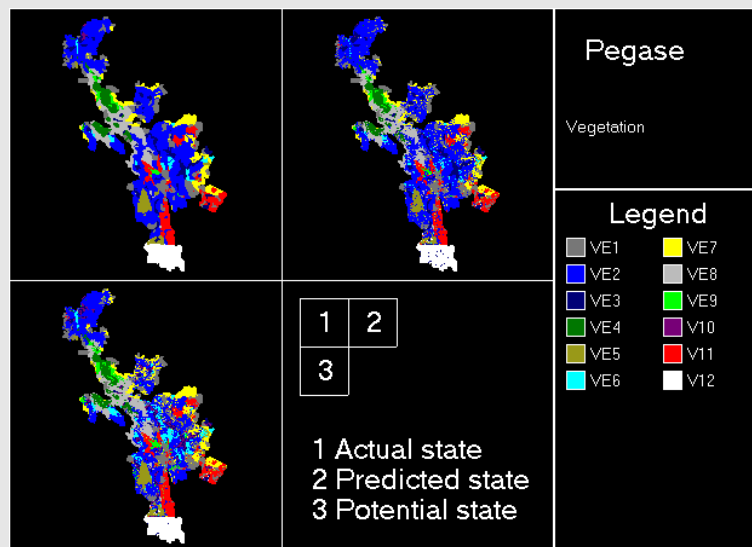 Pegase
Vegetation
Legend
VE1 VE7
VE2 VE8
VE3 VE9
VE4 V10
VE5 V11
VE6 V12
1 2
3
1 Actual state
2 Predicted state
3 Potential state